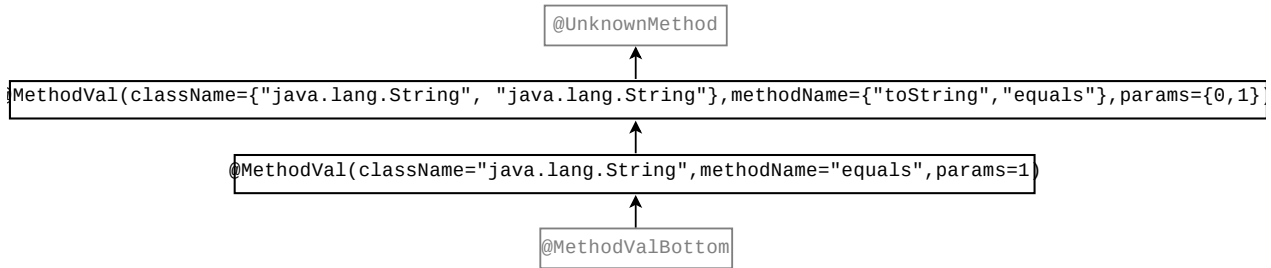 @UnknownMethod
@MethodVal(className={"java.lang.String", "java.lang.String"},methodName={"toString","equals"},params={0,1})
@MethodVal(className="java.lang.String",methodName="equals",params=1)
@MethodValBottom